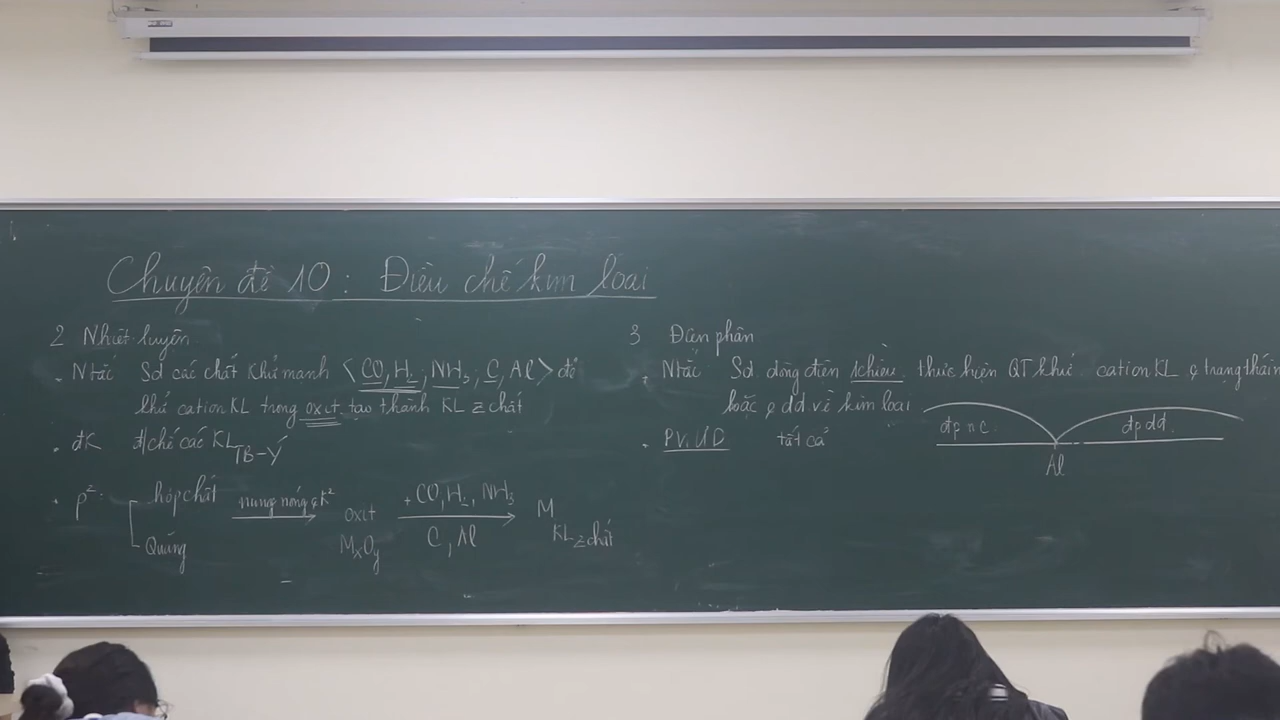 Chuyên đề 10 : Điều chế kim loại
2 Nhiệt luyện
. Ntắc Sd các chất khử mạnh < CO, H₂, NH₃, C, Al > để
khử cation KL trong oxit tạo thành KL = chất
. đK đ/chế các KL TB-Y
. p²: hợp chất nung nóng ở k² oxit + CO, H₂, NH₃ M
Quặng MxOy C, Al KL = chất
3 Điện phân
. Ntắc Sd dòng điện 1chiều thực hiện QT khử cation KL ở trạng thái n
hoặc ở dd về kim loại
. PV. ƯD tất cả
đp n c. đp dd
Al